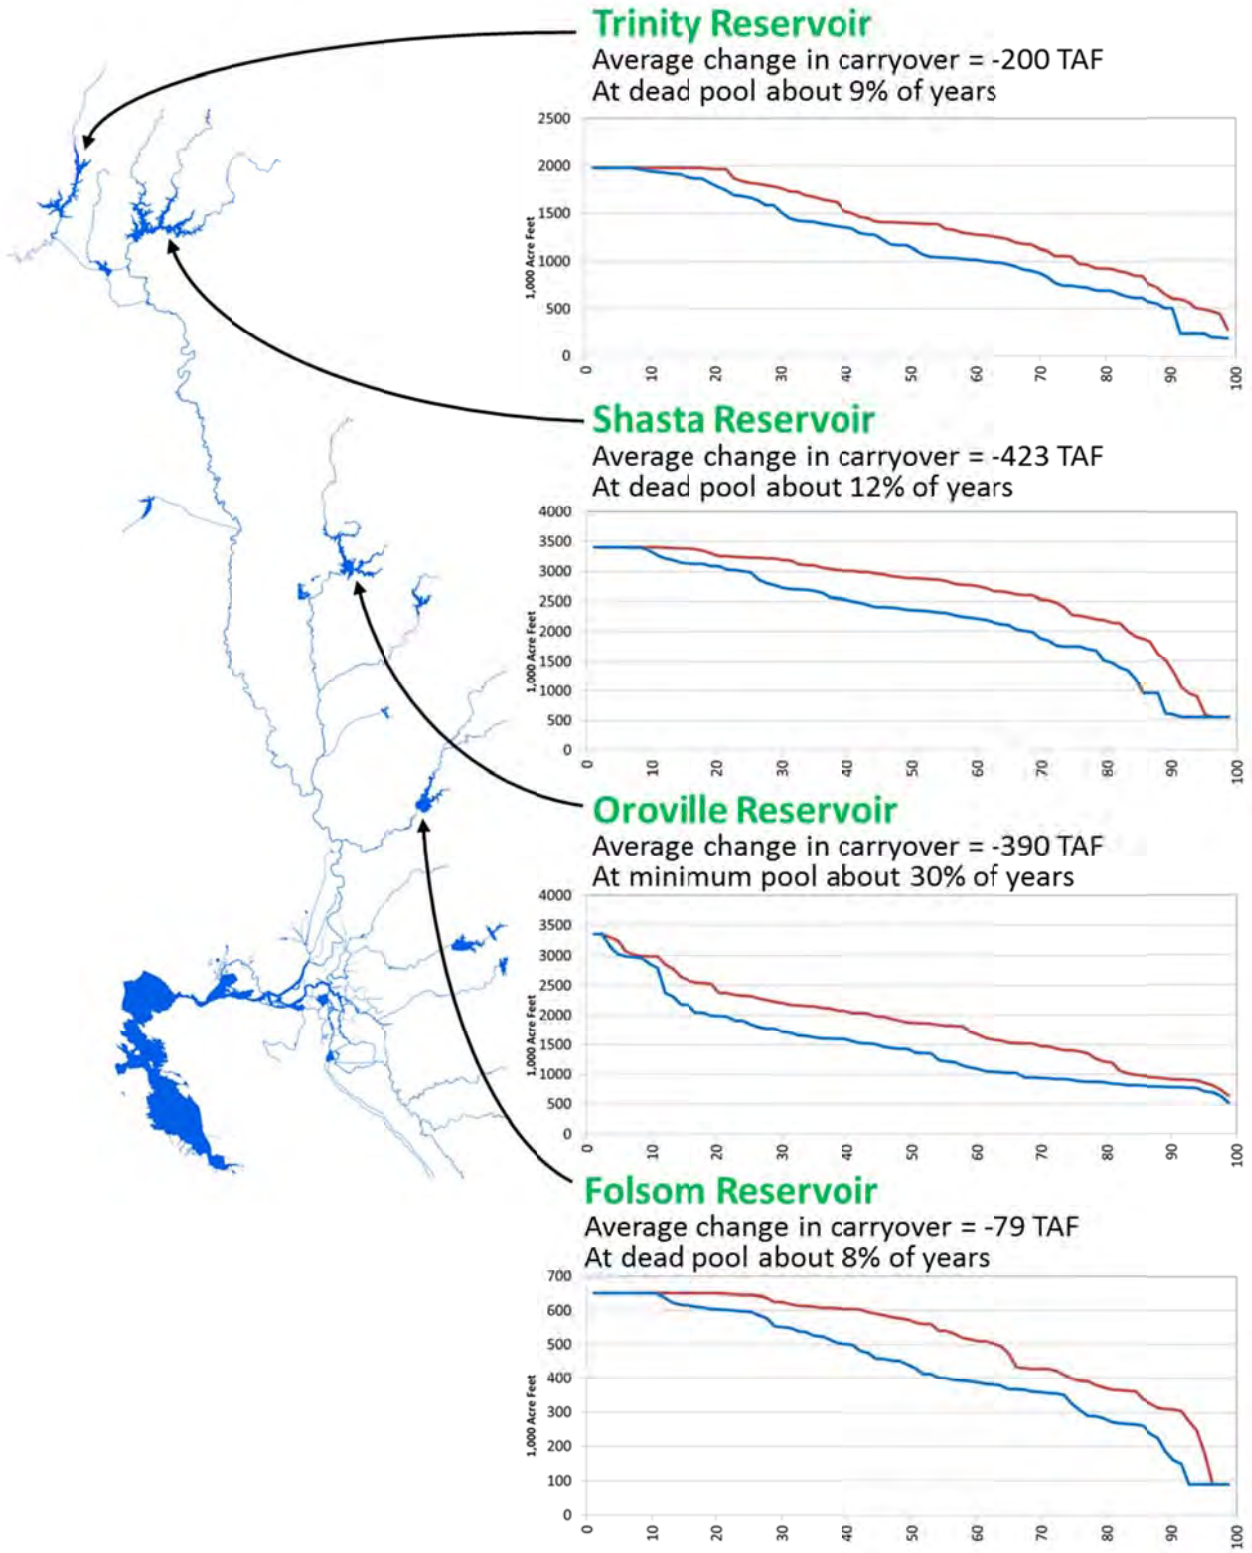 Trinity Reservoir
Average change in carryover = -200 TAF
At dead pool about 9% of years
1,000 Acre Feet
2500
2000
1500
1000
500
0
0 10 20 30 40 50 60 70 80 90 100
Shasta Reservoir
Average change in carryover = -423 TAF
At dead pool about 12% of years
1,000 Acre Feet
4000
3500
3000
2500
2000
1500
1000
500
0
0 10 20 30 40 50 60 70 80 90 100
Oroville Reservoir
Average change in carryover = -390 TAF
At minimum pool about 30% of years
1,000 Acre Feet
4000
3500
3000
2500
2000
1500
1000
500
0
0 10 20 30 40 50 60 70 80 90 100
Folsom Reservoir
Average change in carryover = -79 TAF
At dead pool about 8% of years
1,000 Acre Feet
700
600
500
400
300
200
100
0
0 10 20 30 40 50 60 70 80 90 100